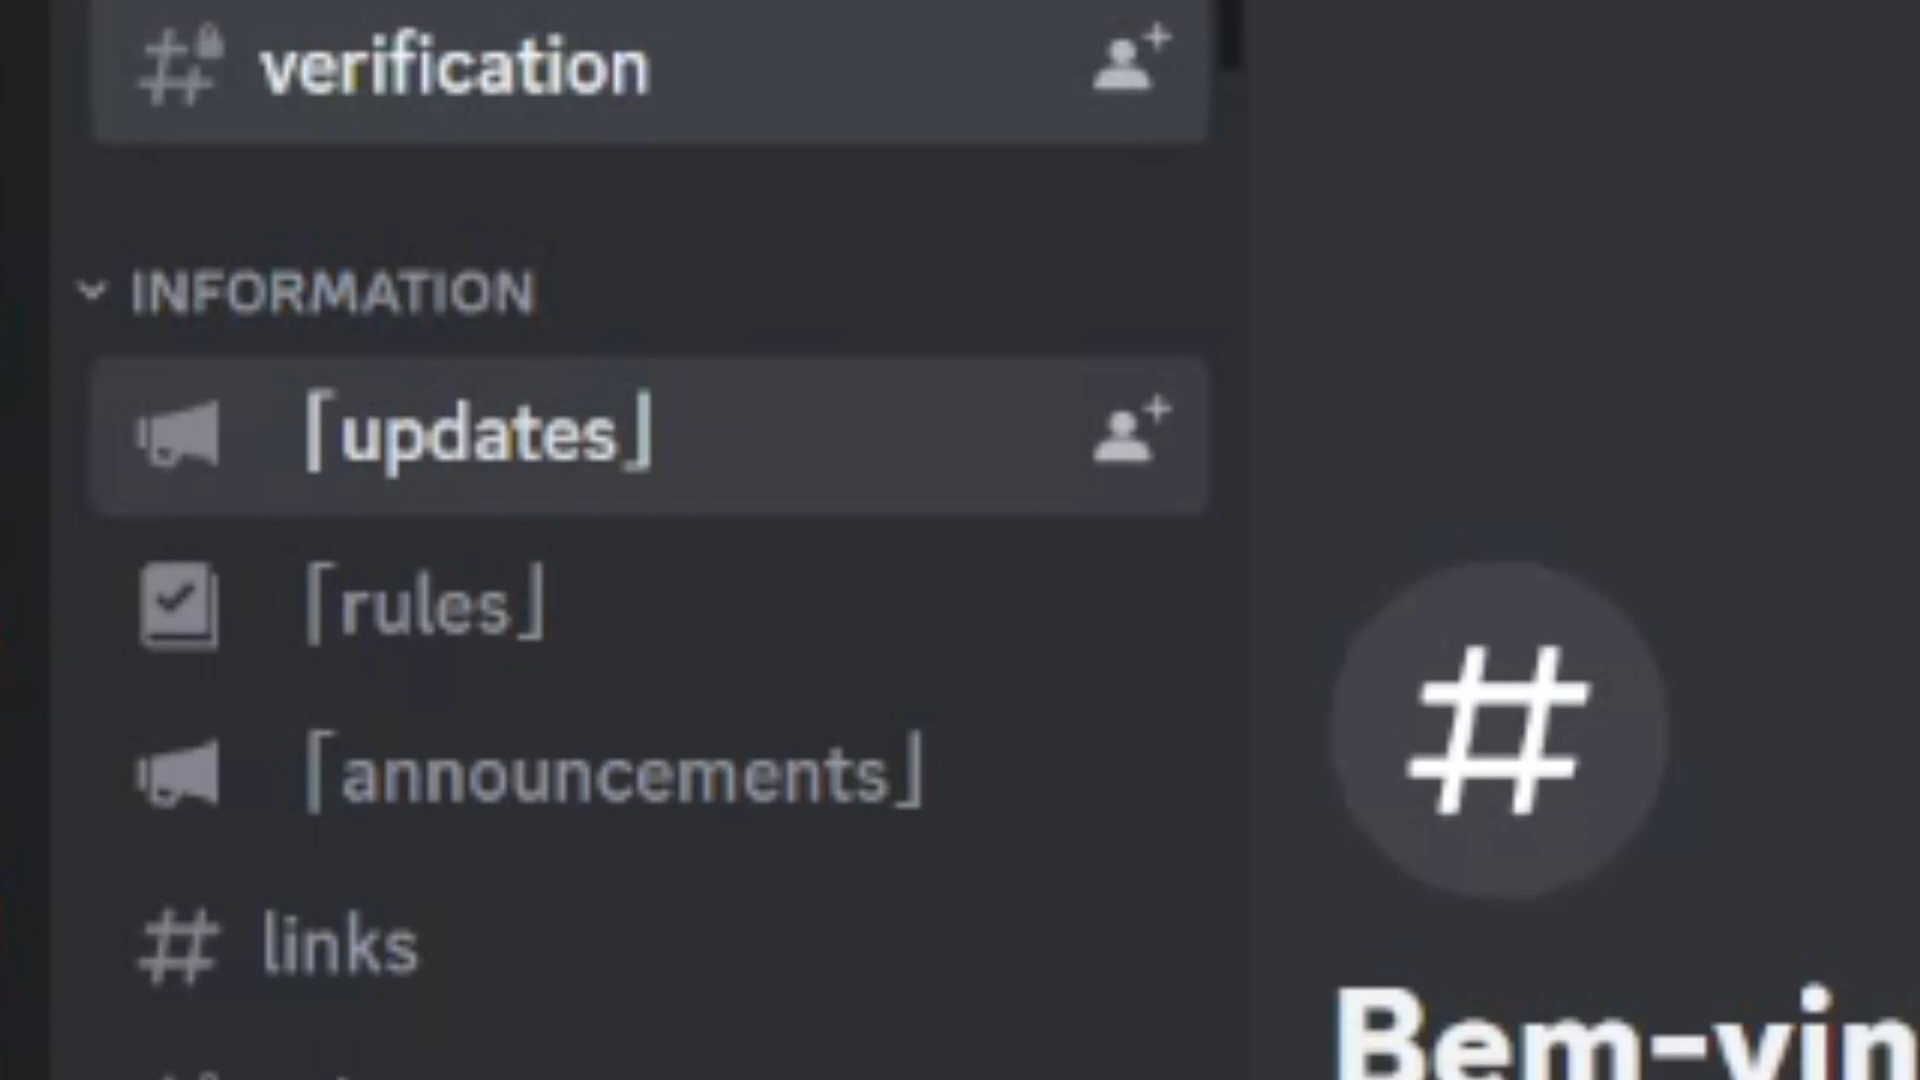 verification
INFORMATION
「updates」
「rules」
「announcements」
links
Bem-vin